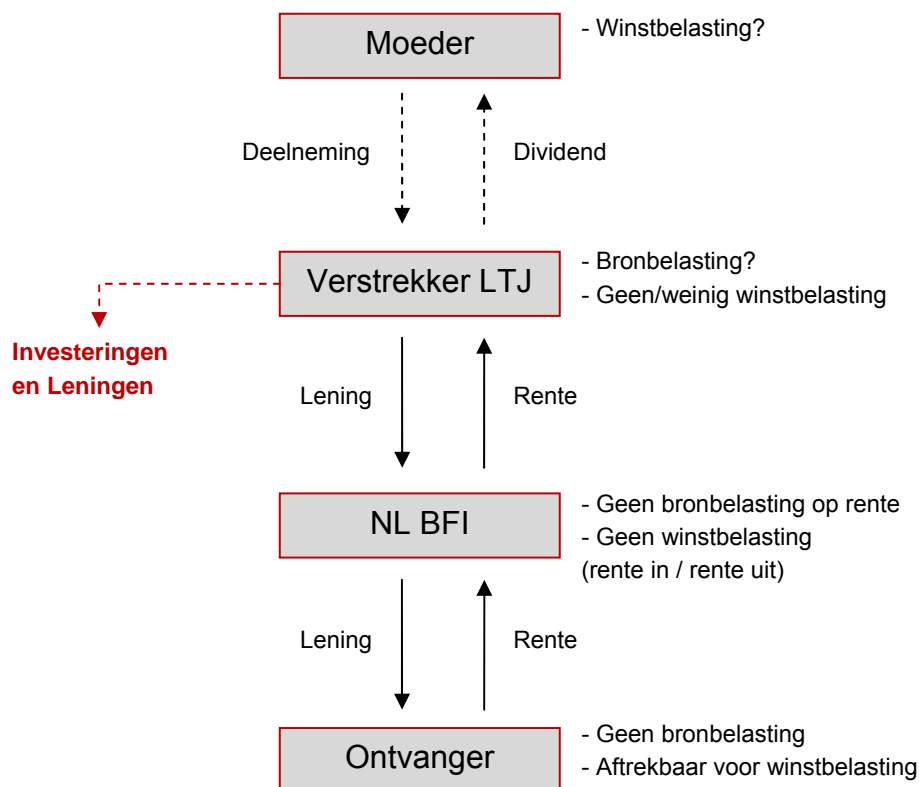 Moeder
- Winstbelasting?
Deelneming
Dividend
Verstrekker LTJ
- Bronbelasting?
- Geen/weinig winstbelasting
Investeringen
en Leningen
Lening
Rente
NL BFI
- Geen bronbelasting op rente
- Geen winstbelasting
(rente in / rente uit)
Lening
Rente
Ontvanger
- Geen bronbelasting
- Aftrekbaar voor winstbelasting